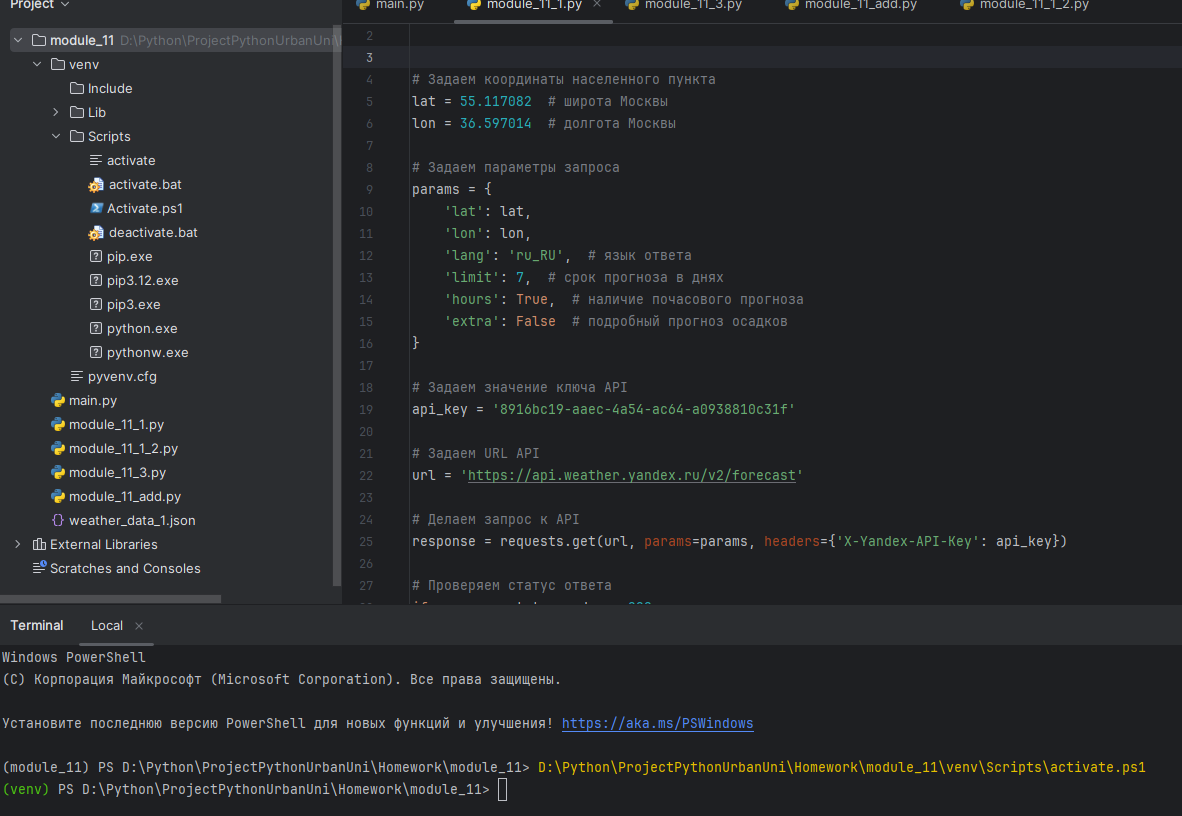 Project
main.py
module_11_1.py
module_11_3.py
module_11_add.py
module_11_1_2.py
module_11 D:\Python\ProjectPythonUrbanUni\
venv
Include
Lib
Scripts
activate
activate.bat
Activate.ps1
deactivate.bat
pip.exe
pip3.12.exe
pip3.exe
python.exe
pythonw.exe
pyvenv.cfg
main.py
module_11_1.py
module_11_1_2.py
module_11_3.py
module_11_add.py
weather_data_1.json
External Libraries
Scratches and Consoles
2
3
4 # Задаем координаты населенного пункта
5 lat = 55.117082  # широта Москвы
6 lon = 36.597014  # долгота Москвы
7
8 # Задаем параметры запроса
9 params = {
10     'lat': lat,
11     'lon': lon,
12     'lang': 'ru_RU',  # язык ответа
13     'limit': 7,  # срок прогноза в днях
14     'hours': True,  # наличие почасового прогноза
15     'extra': False  # подробный прогноз осадков
16 }
17
18 # Задаем значение ключа API
19 api_key = '8916bc19-aaec-4a54-ac64-a0938810c31f'
20
21 # Задаем URL API
22 url = 'https://api.weather.yandex.ru/v2/forecast'
23
24 # Делаем запрос к API
25 response = requests.get(url, params=params, headers={'X-Yandex-API-Key': api_key})
26
27 # Проверяем статус ответа
Terminal
Local
Windows PowerShell
(C) Корпорация Майкрософт (Microsoft Corporation). Все права защищены.
Установите последнюю версию PowerShell для новых функций и улучшения! https://aka.ms/PSWindows
(module_11) PS D:\Python\ProjectPythonUrbanUni\Homework\module_11> D:\Python\ProjectPythonUrbanUni\Homework\module_11\venv\Scripts\activate.ps1
(venv) PS D:\Python\ProjectPythonUrbanUni\Homework\module_11>